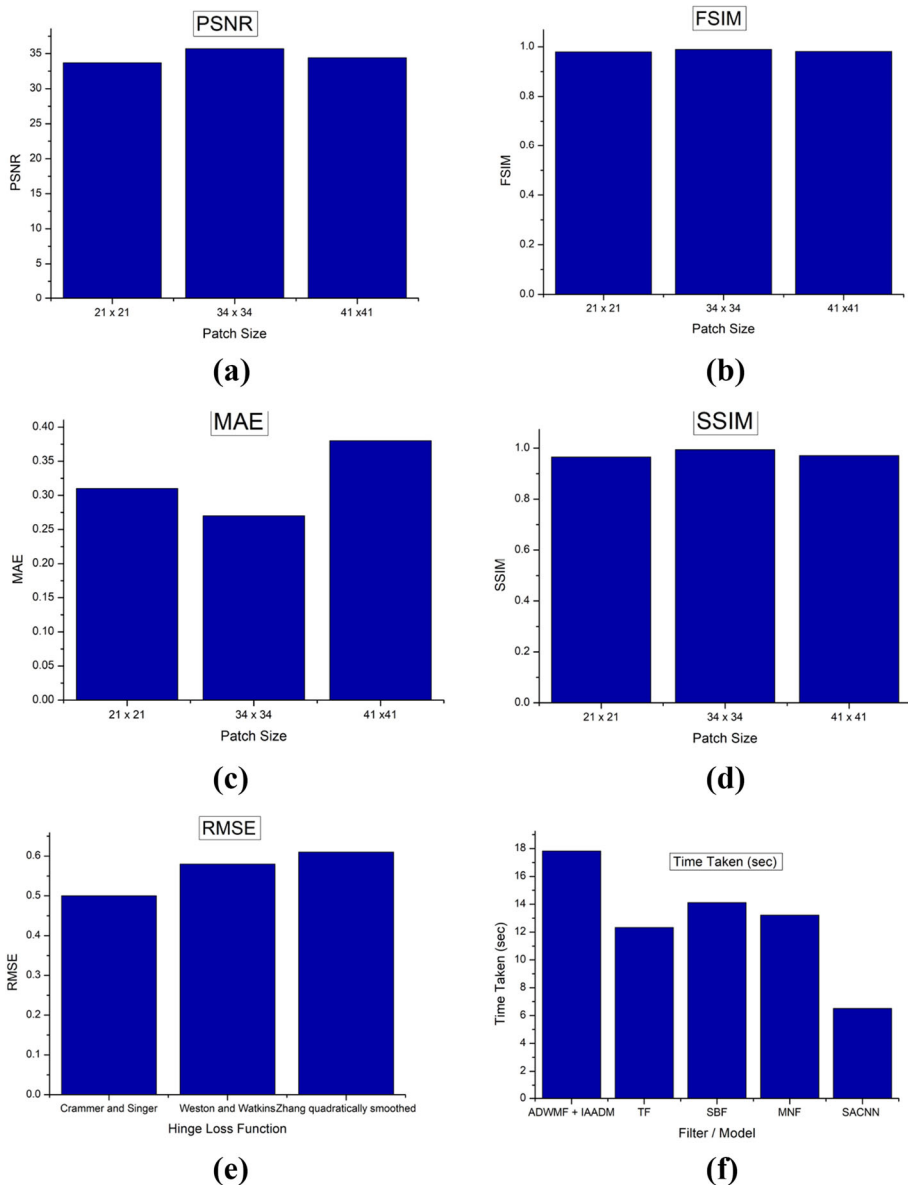 PSNR
PSNR
35
30
25
20
15
10
5
0
21 x 21
34 x 34
41 x41
Patch Size
(a)
FSIM
FSIM
1.0
0.8
0.6
0.4
0.2
0.0
21 x 21
34 x 34
41 x41
Patch Size
(b)
MAE
MAE
0.40
0.35
0.30
0.25
0.20
0.15
0.10
0.05
0.00
21 x 21
34 x 34
41 x41
Patch Size
(c)
SSIM
SSIM
1.0
0.8
0.6
0.4
0.2
0.0
21 x 21
34 x 34
41 x 41
Patch Size
(d)
RMSE
RMSE
0.6
0.5
0.4
0.3
0.2
0.1
0.0
Crammer and Singer
Weston and Watkins
Zhang quadratically smoothed
Hinge Loss Function
(e)
Time Taken (sec)
Time Taken (sec)
18
16
14
12
10
8
6
4
2
0
ADWMF + IAADM
TF
SBF
MNF
SACNN
Filter / Model
(f)